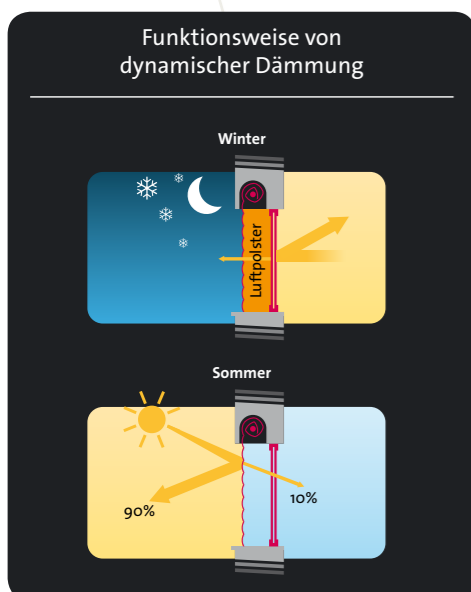 Funktionsweise von
dynamischer Dämmung
Winter
Luftpolster
Sommer
90%
10%